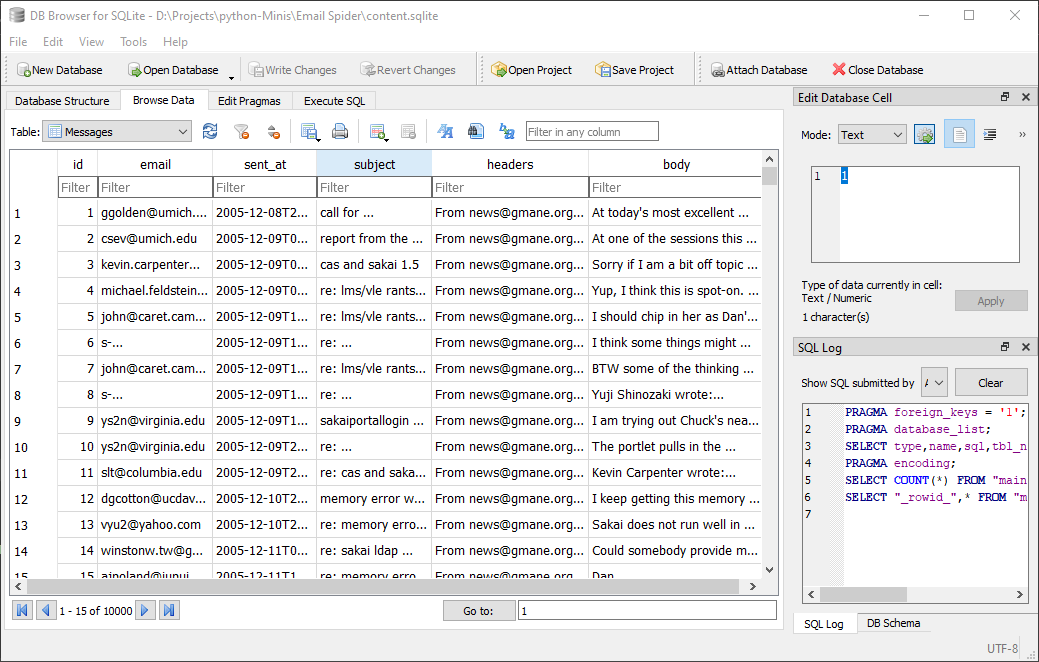 DB Browser for SQLite - D:\Projects\python-Minis\Email Spider\content.sqlite
File Edit View Tools Help
New Database Open Database Write Changes Revert Changes Open Project Save Project Attach Database Close Database
Database Structure Browse Data Edit Pragmas Execute SQL
Table: Messages Filter in any column
id email sent_at subject headers body
Filter Filter Filter Filter Filter Filter
1 1 ggolden@umich.... 2005-12-08T2... call for ... From news@gmane.org... At today's most excellent ...
2 2 csev@umich.edu 2005-12-09T0... report from the ... From news@gmane.org... At one of the sessions this ...
3 3 kevin.carpenter... 2005-12-09T0... cas and sakai 1.5 From news@gmane.org... Sorry if I am a bit off topic ...
4 4 michael.feldstein... 2005-12-09T0... re: lms/vle rants... From news@gmane.org... Yup, I think this is spot-on. ...
5 5 john@caret.cam... 2005-12-09T1... re: lms/vle rants... From news@gmane.org... I should chip in her as Dan'...
6 6 s-... 2005-12-09T1... re: ... From news@gmane.org... I think some things might ...
7 7 john@caret.cam... 2005-12-09T1... re: lms/vle rants... From news@gmane.org... BTW some of the thinking ...
8 8 s-... 2005-12-09T1... re: ... From news@gmane.org... Yuji Shinozaki wrote:...
9 9 ys2n@virginia.edu 2005-12-09T1... sakaiportallogin ... From news@gmane.org... I am trying out Chuck's nea...
10 10 ys2n@virginia.edu 2005-12-09T1... re: ... From news@gmane.org... The portlet pulls in the ...
11 11 slt@columbia.edu 2005-12-09T1... re: cas and saka... From news@gmane.org... Kevin Carpenter wrote:...
12 12 dgcotton@ucdav... 2005-12-10T2... memory error w... From news@gmane.org... I keep getting this memory ...
13 13 vyu2@yahoo.com 2005-12-10T2... re: memory erro... From news@gmane.org... Sakai does not run well in ...
14 14 winstonw.tw@g... 2005-12-11T0... re: sakai ldap ... From news@gmane.org... Could somebody provide m...
15 15 ajpoland@iupui... 2005-12-11T1... re: memory erro... From news@gmane.org... Dan
1 - 15 of 10000 Go to: 1
Edit Database Cell
Mode: Text
1 1
Type of data currently in cell:
Text / Numeric
1 character(s)
Apply
SQL Log
Show SQL submitted by Clear
1 PRAGMA foreign_keys = '1';
2 PRAGMA database_list;
3 SELECT type,name,sql,tbl_n
4 PRAGMA encoding;
5 SELECT COUNT(*) FROM "main
6 SELECT "_rowid_",* FROM "m
7
SQL Log DB Schema
UTF-8